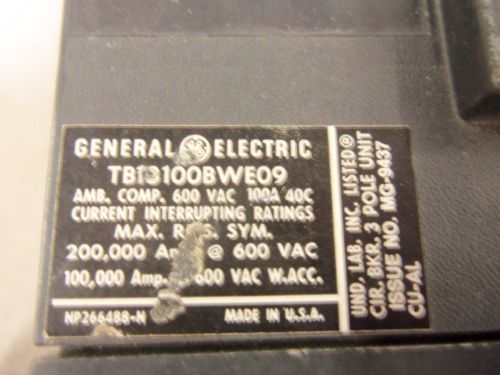 GENERAL ELECTRIC
AMB. COMP. 600 VAC 100A 40C
CURRENT INTERRUPTING RATINGS
MAX. SYM.
200,000 @ 600 VAC
100,000 Amp. 600 VAC W.ACC.
NP266488-N MADE IN U.S.A.
UND. LAB. INC. LISTED®
CIR. BKR. 3 POLE UNIT
ISSUE NO. MG-9437
CU-AL